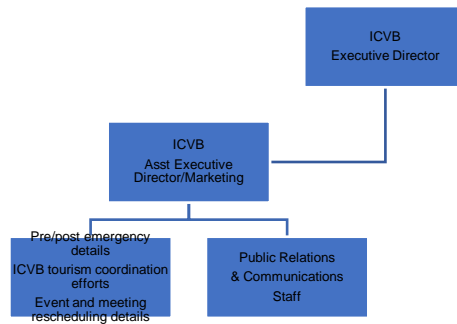 ICVB
Executive Director
ICVB
Asst Executive
Director/Marketing
Pre/post emergency
details
ICVB tourism coordination
efforts
Event and meeting
rescheduling details
Public Relations
& Communications
Staff